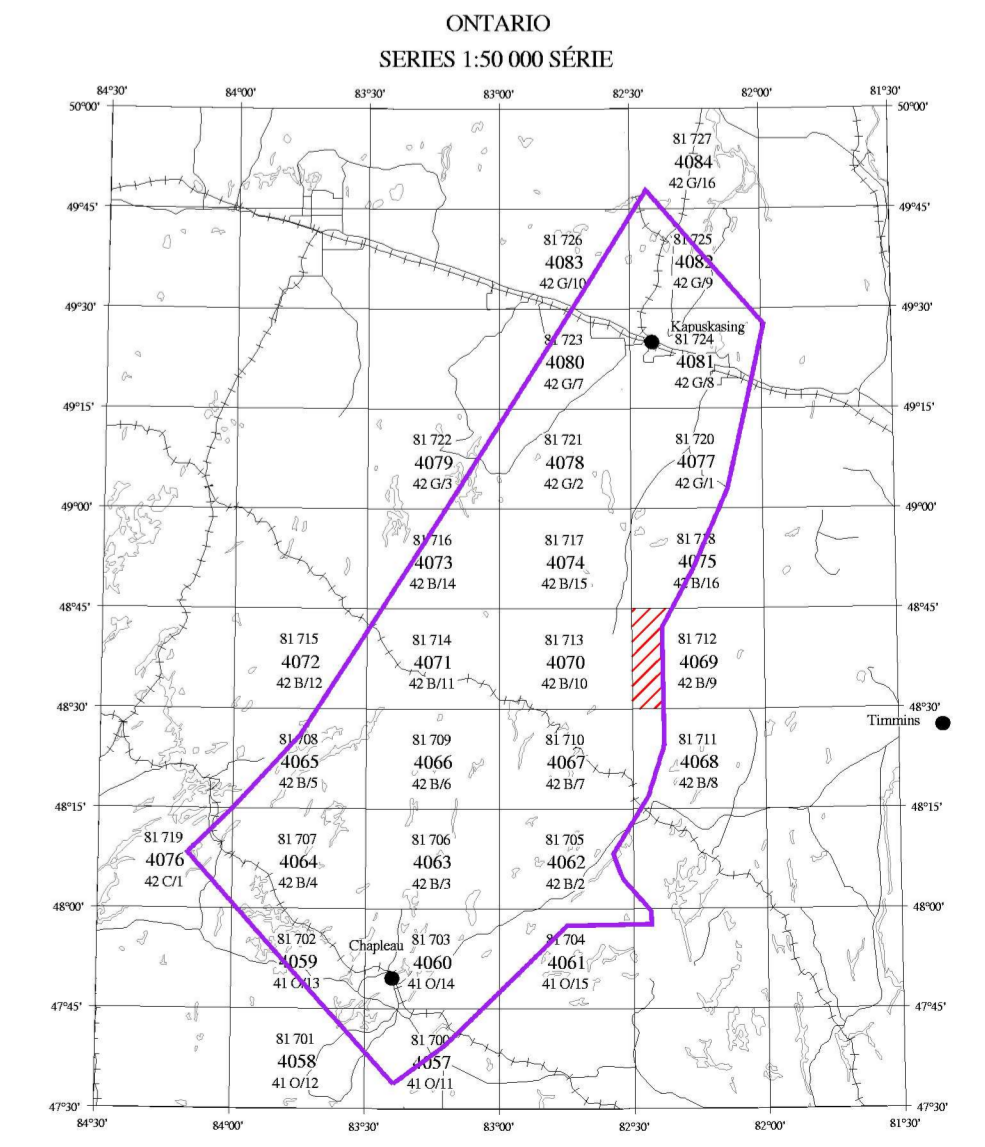 ONTARIO
SERIES 1:50 000 SÉRIE
84°30' 84°00' 83°30' 83°00' 82°30' 82°00' 81°30'
50°00' 50°00'
81 727
4084
42 G/16
49°45' 49°45'
81 726 81 725
4083 4082
42 G/10 42 G/9
49°30' 49°30'
Kapuskasing
81 723 81 724
4080 4081
42 G/7 42 G/8
49°15' 49°15'
81 722 81 721 81 720
4079 4078 4077
42 G/3 42 G/2 42 G/1
49°00' 49°00'
81 716 81 717 81 718
4073 4074 4075
42 B/14 42 B/15 42 B/16
48°45' 48°45'
81 715 81 714 81 713 81 712
4072 4071 4070 4069
42 B/12 42 B/11 42 B/10 42 B/9
48°30' 48°30'
Timmins
81 708 81 709 81 710 81 711
4065 4066 4067 4068
42 B/5 42 B/6 42 B/7 42 B/8
48°15' 48°15'
81 719 81 707 81 706 81 705
4076 4064 4063 4062
42 C/1 42 B/4 42 B/3 42 B/2
48°00' 48°00'
81 702 Chapleau 81 703 81 704
4059 4060 4061
41 O/13 41 O/14 41 O/15
47°45' 47°45'
81 701 81 700
4058 4057
41 O/12 41 O/11
47°30' 47°30'
84°30' 84°00' 83°30' 83°00' 82°30' 82°00' 81°30'